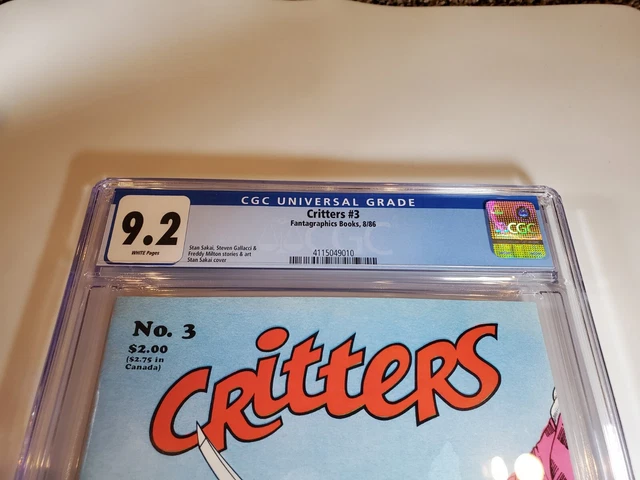 CGC UNIVERSAL GRADE
Critters #3
Fantagraphics Books, 8/86
9.2
WHITE Pages
Stan Sakai, Steven Gallacci &
Freddy Milton stories & art
Stan Sakai cover
4115049010
CGC
No. 3
$2.00
($2.75 in
Canada)
CRittERS